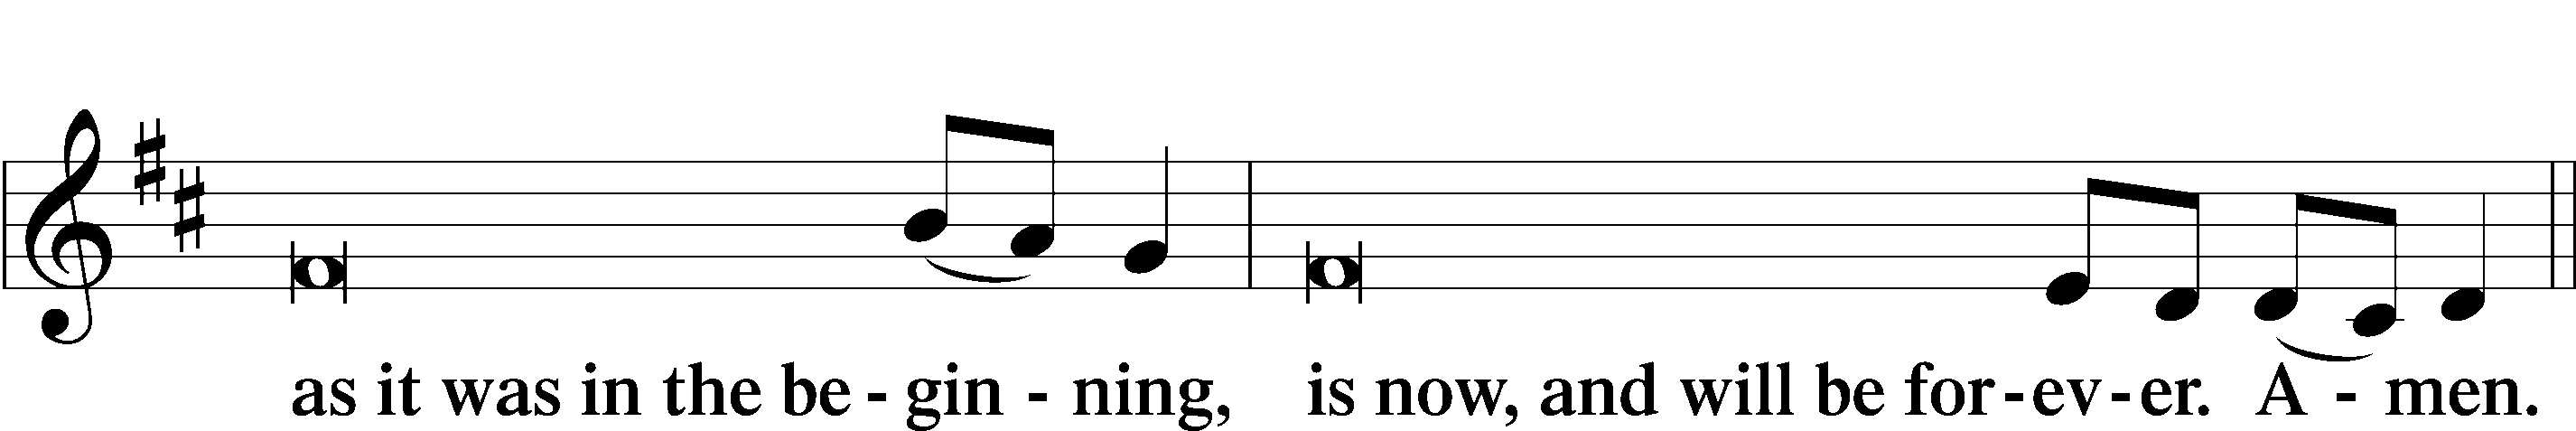 as it was in the be - gin - ning, is now, and will be for-ev-er. A - men.